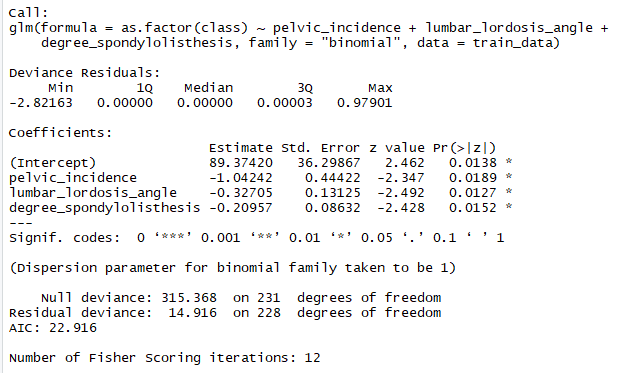 Call:
glm(formula = as.factor(class) ~ pelvic_incidence + lumbar_lordosis_angle +
    degree_spondylolisthesis, family = "binomial", data = train_data)
Deviance Residuals:
     Min       1Q   Median       3Q      Max
-2.82163  0.00000  0.00000  0.00003  0.97901
Coefficients:
                         Estimate Std. Error z value Pr(>|z|)
(Intercept)              89.37420   36.29867   2.462   0.0138 *
pelvic_incidence         -1.04242    0.44422  -2.347   0.0189 *
lumbar_lordosis_angle    -0.32705    0.13125  -2.492   0.0127 *
degree_spondylolisthesis -0.20957    0.08632  -2.428   0.0152 *
---
Signif. codes:  0 ‘***’ 0.001 ‘**’ 0.01 ‘*’ 0.05 ‘.’ 0.1 ‘ ’ 1
(Dispersion parameter for binomial family taken to be 1)
    Null deviance: 315.368  on 231  degrees of freedom
Residual deviance:  14.916  on 228  degrees of freedom
AIC: 22.916
Number of Fisher Scoring iterations: 12